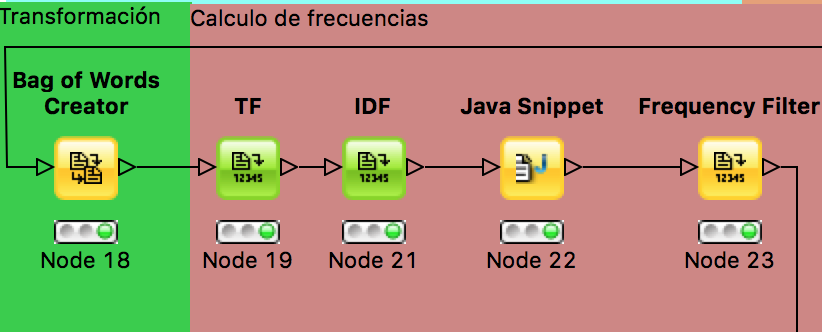 Transformación
Calculo de frecuencias
Bag of Words
Creator
TF
IDF
Java Snippet
Frequency Filter
12345
12345
J
12345
Node 18
Node 19
Node 21
Node 22
Node 23